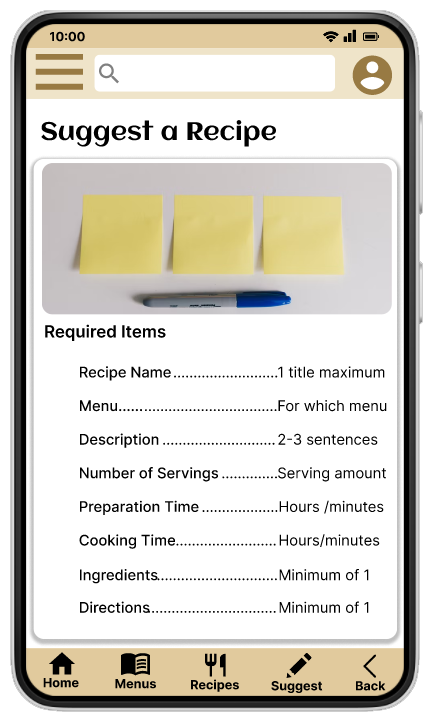 10:00
Suggest a Recipe
Required Items
Recipe Name..........................1 title maximum
Menu........................................For which menu
Description .............................2-3 sentences
Number of Servings ..............Serving amount
Preparation Time ...................Hours /minutes
Cooking Time.........................Hours/minutes
Ingredients..............................Minimum of 1
Directions................................Minimum of 1
Home Menus Recipes Suggest Back